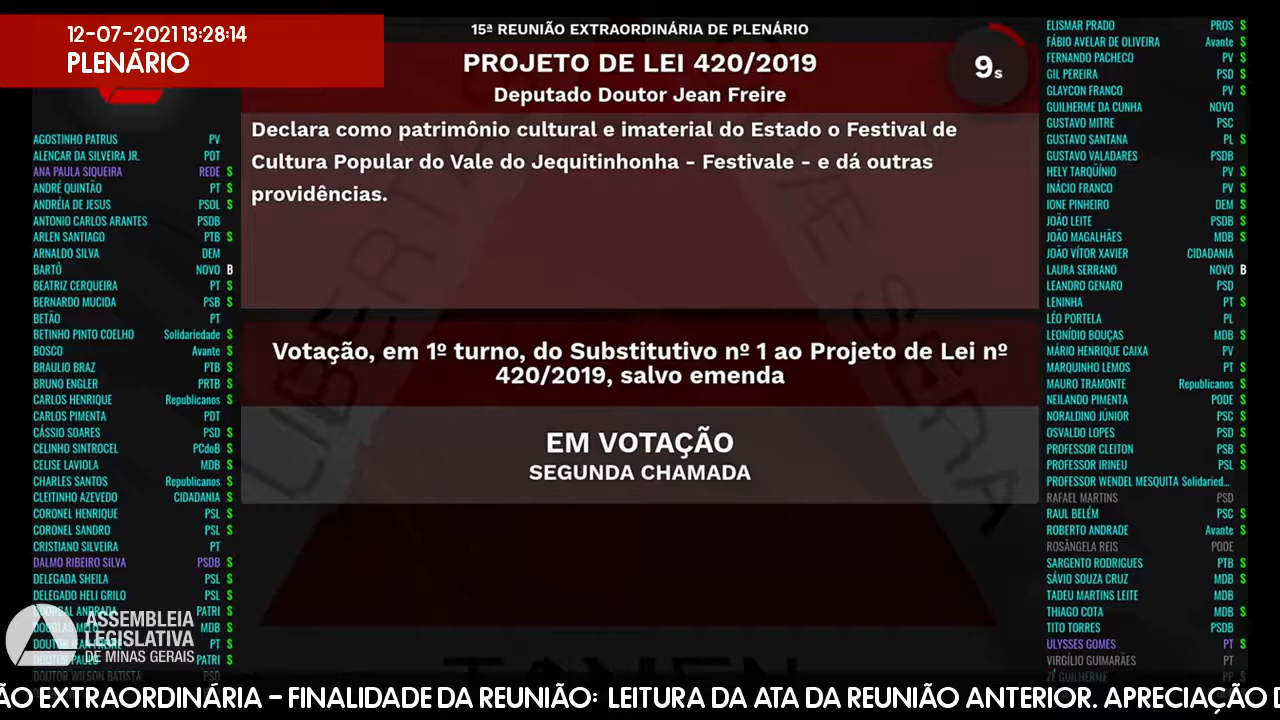 12-07-2021 13:28:14
PLENÁRIO
15ª REUNIÃO EXTRAORDINÁRIA DE PLENÁRIO
PROJETO DE LEI 420/2019
Deputado Doutor Jean Freire
9s
Declara como patrimônio cultural e imaterial do Estado o Festival de
Cultura Popular do Vale do Jequitinhonha - Festivale - e dá outras
providências.
Votação, em 1º turno, do Substitutivo nº 1 ao Projeto de Lei nº
420/2019, salvo emenda
EM VOTAÇÃO
SEGUNDA CHAMADA
AGOSTINHO PATRUS PV
ALENCAR DA SILVEIRA JR. PDT
ANA PAULA SIQUEIRA REDE S
ANDRÉ QUINTÃO PT S
ANDRÉIA DE JESUS PSOL S
ANTONIO CARLOS ARANTES PSDB
ARLEN SANTIAGO PTB S
ARNALDO SILVA DEM
BARTÔ NOVO B
BEATRIZ CERQUEIRA PT S
BERNARDO MUCIDA PSB S
BETÃO PT
BETINHO PINTO COELHO Solidariedade S
BOSCO Avante S
BRAULIO BRAZ PTB S
BRUNO ENGLER PRTB S
CARLOS HENRIQUE Republicanos S
CARLOS PIMENTA PDT
CÁSSIO SOARES PSD S
CELINHO SINTROCEL PCdoB S
CELISE LAVIOLA MDB S
CHARLES SANTOS Republicanos S
CLEITINHO AZEVEDO CIDADANIA S
CORONEL HENRIQUE PSL S
CORONEL SANDRO PSL S
CRISTIANO SILVEIRA PT
DALMO RIBEIRO SILVA PSDB S
DELEGADA SHEILA PSL S
DELEGADO HELI GRILO PSL S
ANDRADA PATRI S
DOUGLAS MELO MDB S
DOUTOR JEAN FREIRE PT S
DOUTOR PAULO PATRI S
DOUTOR WILSON BATISTA PSD
ELISMAR PRADO PROS S
FÁBIO AVELAR DE OLIVEIRA Avante S
FERNANDO PACHECO PV S
GIL PEREIRA PSD S
GLAYCON FRANCO PV S
GUILHERME DA CUNHA NOVO
GUSTAVO MITRE PSC
GUSTAVO SANTANA PL S
GUSTAVO VALADARES PSDB
HELY TARQÜÍNIO PV S
INÁCIO FRANCO PV S
IONE PINHEIRO DEM S
JOÃO LEITE PSDB S
JOÃO MAGALHÃES MDB S
JOÃO VÍTOR XAVIER CIDADANIA
LAURA SERRANO NOVO B
LEANDRO GENARO PSD
LENINHA PT S
LÉO PORTELA PL
LEONÍDIO BOUÇAS MDB S
MÁRIO HENRIQUE CAIXA PV
MARQUINHO LEMOS PT S
MAURO TRAMONTE Republicanos S
NEILANDO PIMENTA PODE S
NORALDINO JÚNIOR PSC S
OSVALDO LOPES PSD S
PROFESSOR CLEITON PSB S
PROFESSOR IRINEU PSL S
PROFESSOR WENDEL MESQUITA Solidaried...
RAFAEL MARTINS PSD
RAUL BELÉM PSC S
ROBERTO ANDRADE Avante S
ROSÂNGELA REIS PODE
SARGENTO RODRIGUES PTB S
SÁVIO SOUZA CRUZ MDB S
TADEU MARTINS LEITE MDB
THIAGO COTA MDB S
TITO TORRES PSDB
ULYSSES GOMES PT S
VIRGÍLIO GUIMARÃES PT
ZÉ GUILHERME PP
ASSEMBLEIA
LEGISLATIVA
DE MINAS GERAIS
ÃO EXTRAORDINÁRIA - FINALIDADE DA REUNIÃO: LEITURA DA ATA DA REUNIÃO ANTERIOR. APRECIAÇÃO D